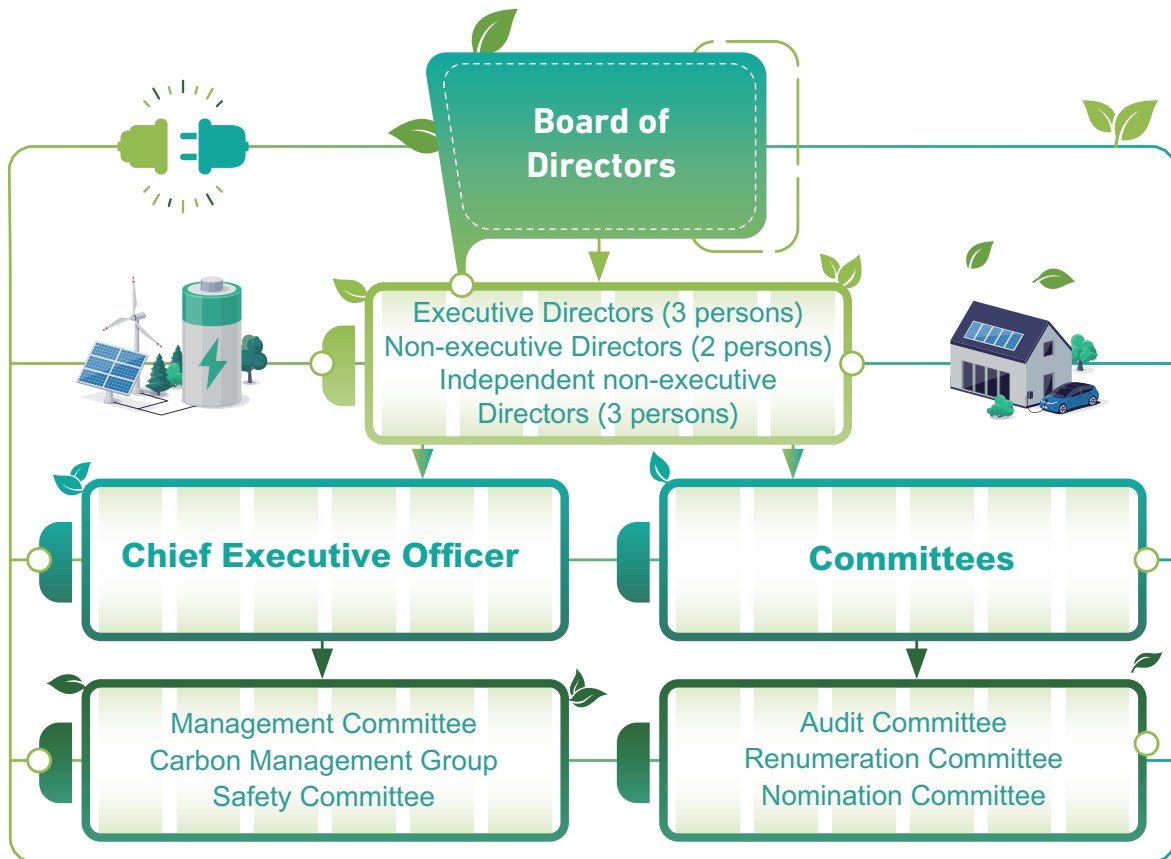 Board of
Directors
Executive Directors (3 persons)
Non-executive Directors (2 persons)
Independent non-executive
Directors (3 persons)
Chief Executive Officer
Committees
Management Committee
Carbon Management Group
Safety Committee
Audit Committee
Renumeration Committee
Nomination Committee